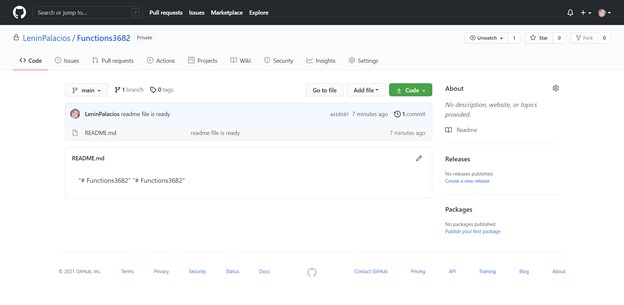 Search or jump to... / Pull requests Issues Marketplace Explore
LeninPalacios / Functions3682 Private Unwatch 1 Star 0 Fork 0
Code Issues Pull requests Actions Projects Wiki Security Insights Settings
main 1 branch 0 tags Go to file Add file Code
LeninPalacios readme file is ready 7 minutes ago 1 commit
README.md readme file is ready 7 minutes ago
README.md
"# Functions3682" "# Functions3682"
About
No description, website, or topics
provided.
Readme
Releases
No releases published
Create a new release
Packages
No packages published
Publish your first package
© 2021 GitHub, Inc. Terms Privacy Security Status Docs Contact GitHub Pricing API Training Blog About